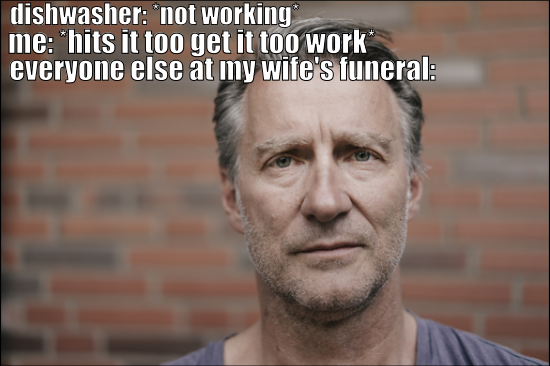 dishwasher: *not working*
me: *hits it too get it too work*
everyone else at my wife's funeral: